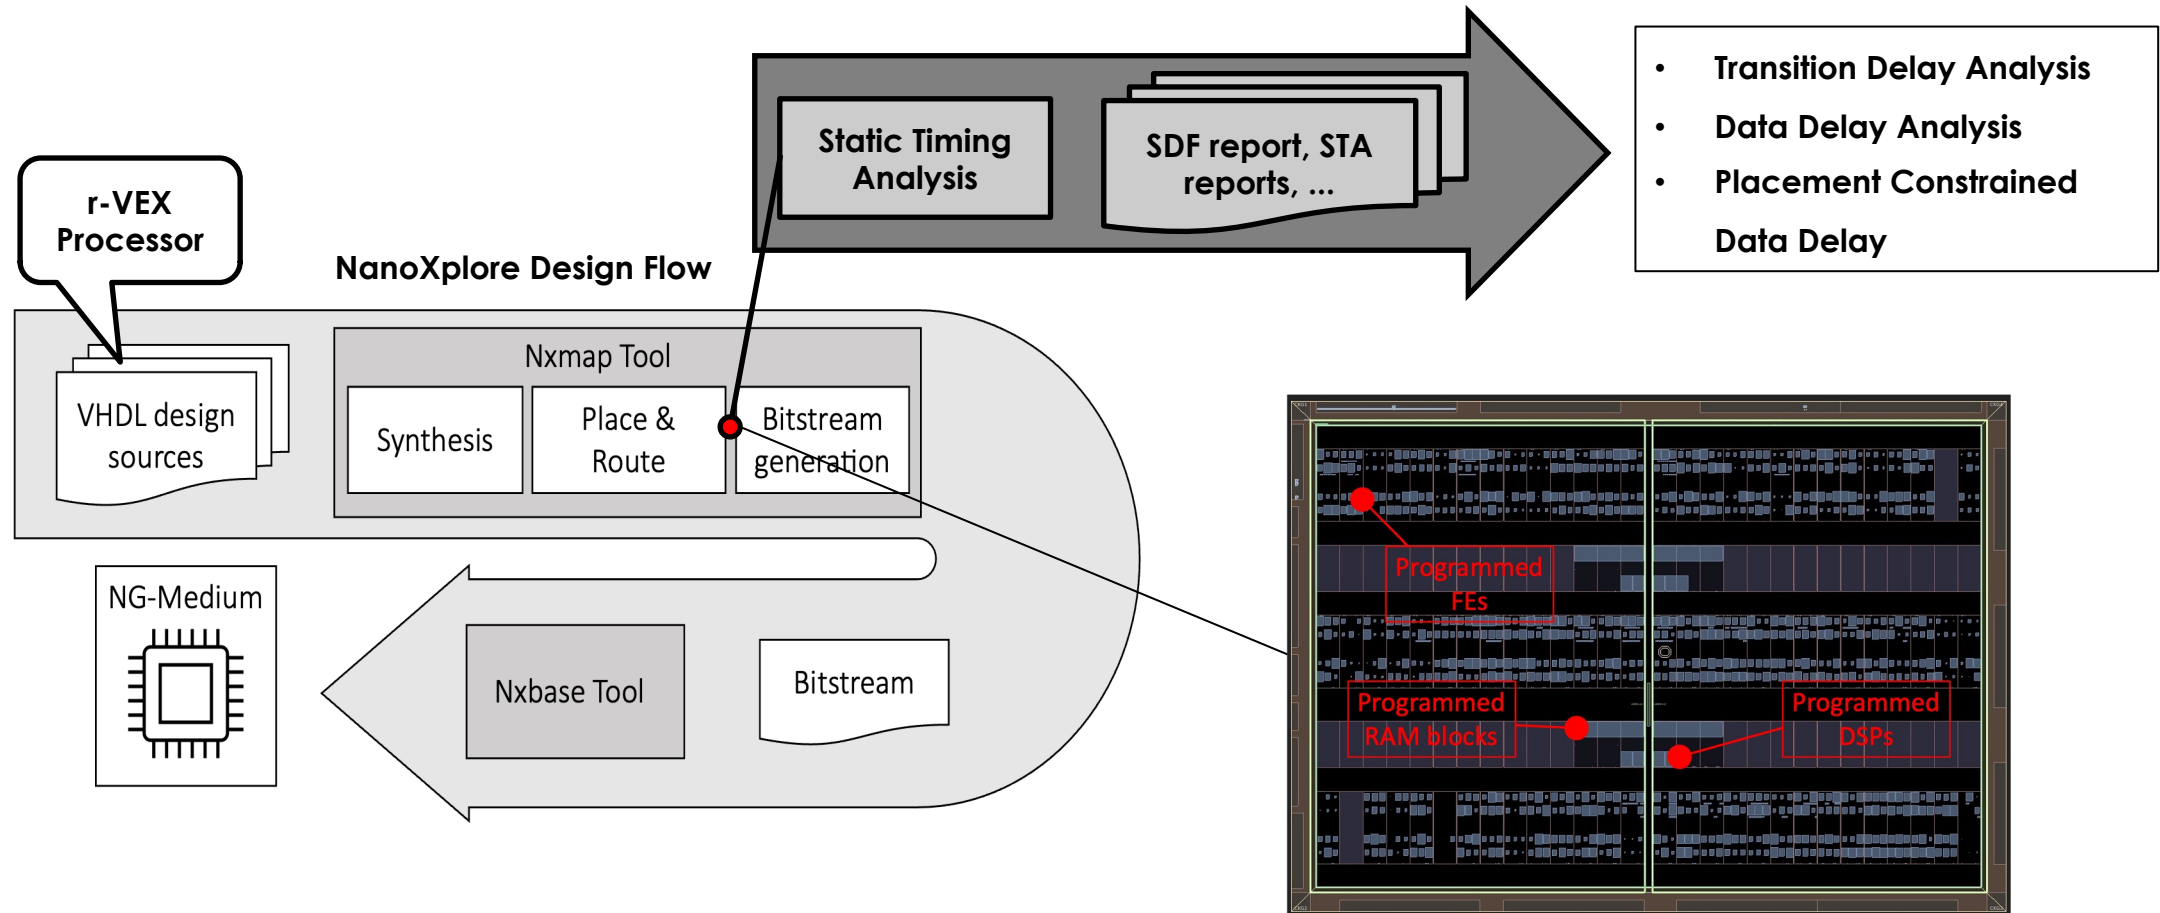 Static Timing
Analysis
SDF report, STA
reports, ...
• Transition Delay Analysis
• Data Delay Analysis
• Placement Constrained
Data Delay
r-VEX
Processor
NanoXplore Design Flow
Nxmap Tool
VHDL design
sources
Synthesis
Place &
Route
Bitstream
generation
NG-Medium
Nxbase Tool
Bitstream
Programmed
FEs
Programmed
RAM blocks
Programmed
DSPs